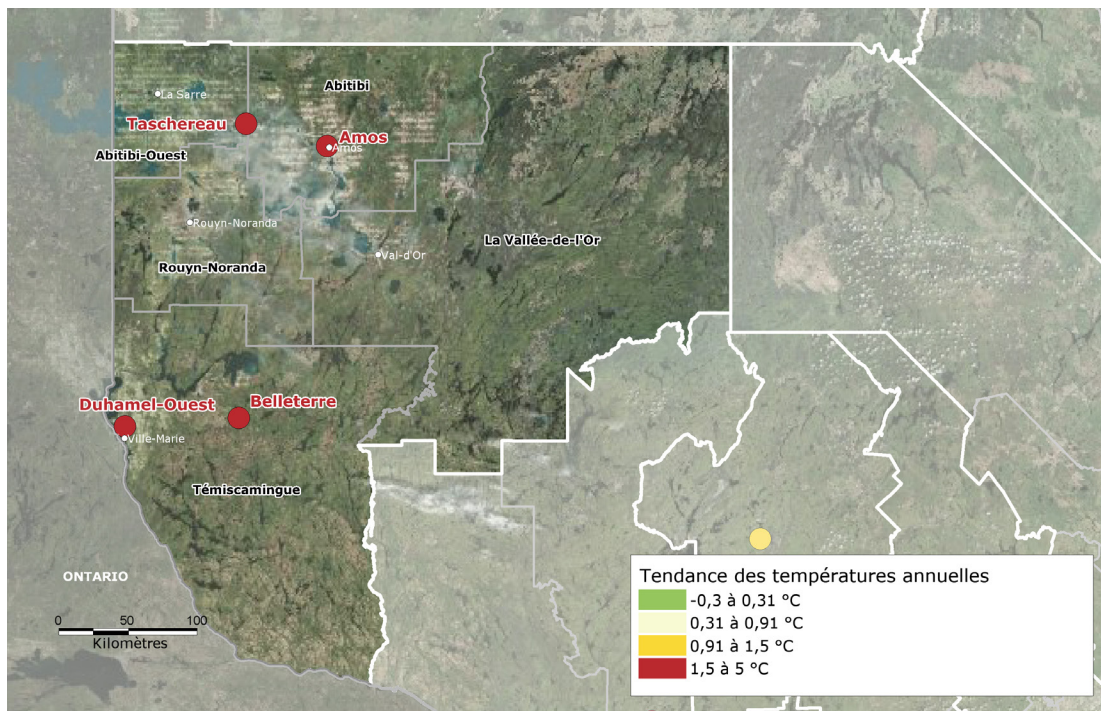 Abitibi
La Sarre
Taschereau
Amos
Amos
Abitibi-Ouest
Rouyn-Noranda
La Vallée-de-l'Or
Val-d'Or
Rouyn-Noranda
Duhamel-Ouest
Belleterre
Ville-Marie
Témiscamingue
ONTARIO
0 50 100
Kilomètres
Tendance des températures annuelles
-0,3 à 0,31 °C
0,31 à 0,91 °C
0,91 à 1,5 °C
1,5 à 5 °C